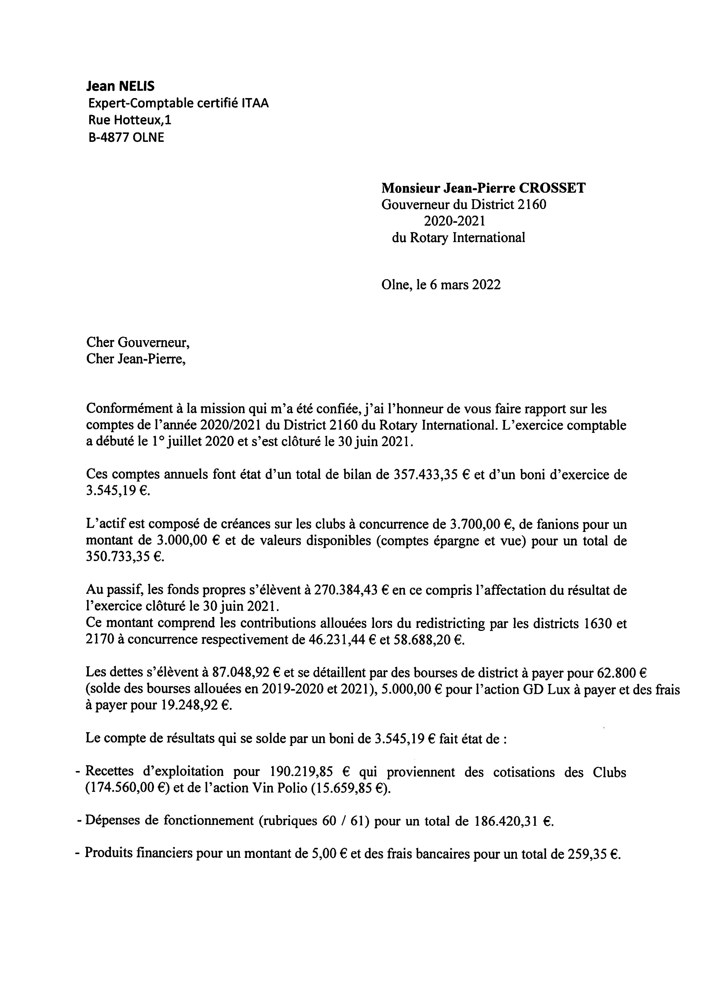 Jean NELIS
Expert-Comptable certifié ITAA
Rue Hotteux,1
B-4877 OLNE
Monsieur Jean-Pierre CROSSET
Gouverneur du District 2160
2020-2021
du Rotary International
Olne, le 6 mars 2022
Cher Gouverneur,
Cher Jean-Pierre,
Conformément à la mission qui m'a été confiée, j'ai l'honneur de vous faire rapport sur les
comptes de l'année 2020/2021 du District 2160 du Rotary International. L'exercice comptable
a débuté le 1° juillet 2020 et s'est clôturé le 30 juin 2021.
Ces comptes annuels font état d'un total de bilan de 357.433,35 € et d'un boni d'exercice de
3.545,19 €.
L'actif est composé de créances sur les clubs à concurrence de 3.700,00 €, de fanions pour un
montant de 3.000,00 € et de valeurs disponibles (comptes épargne et vue) pour un total de
350.733,35 €.
Au passif, les fonds propres s'élèvent à 270.384,43 € en ce compris l'affectation du résultat de
l'exercice clôturé le 30 juin 2021.
Ce montant comprend les contributions allouées lors du redistricting par les districts 1630 et
2170 à concurrence respectivement de 46.231,44 € et 58.688,20 €.
Les dettes s'élèvent à 87.048,92 € et se détaillent par des bourses de district à payer pour 62.800 €
(solde des bourses allouées en 2019-2020 et 2021), 5.000,00 € pour l'action GD Lux à payer et des frais
à payer pour 19.248,92 €.
Le compte de résultats qui se solde par un boni de 3.545,19 € fait état de :
- Recettes d'exploitation pour 190.219,85 € qui proviennent des cotisations des Clubs
(174.560,00 €) et de l'action Vin Polio (15.659,85 €).
- Dépenses de fonctionnement (rubriques 60 / 61) pour un total de 186.420,31 €.
- Produits financiers pour un montant de 5,00 € et des frais bancaires pour un total de 259,35 €.